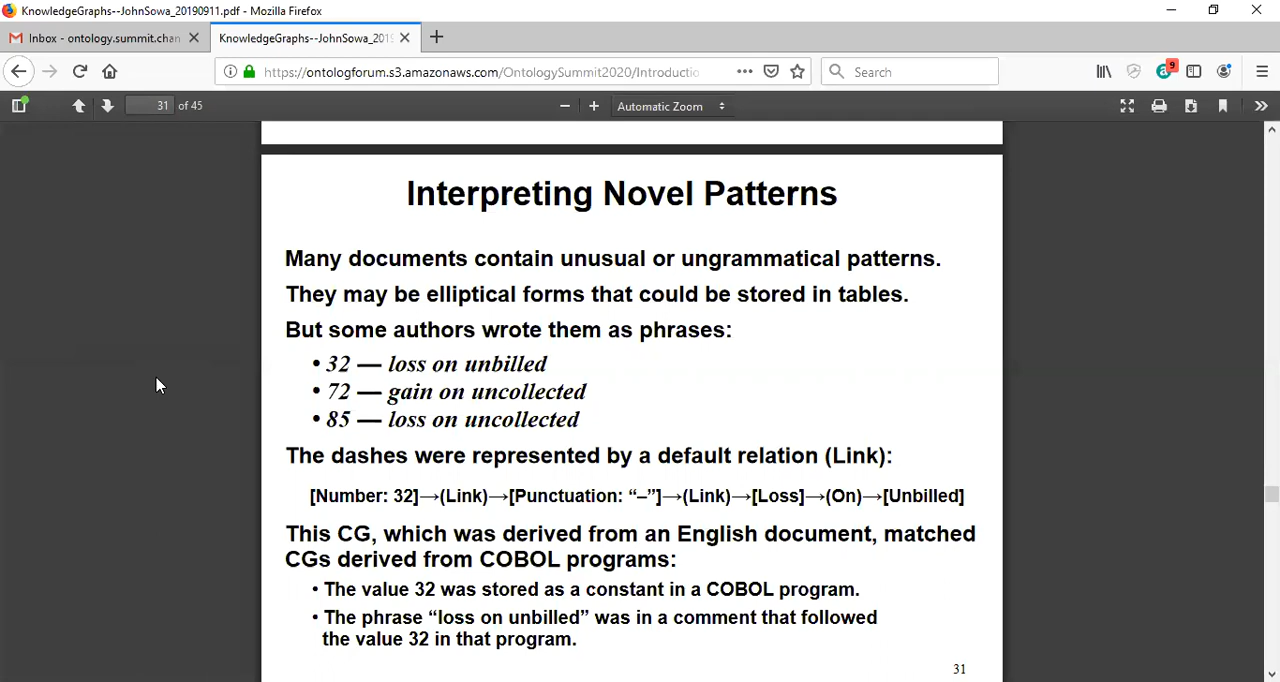 KnowledgeGraphs--JohnSowa_20190911.pdf - Mozilla Firefox
Inbox - ontology.summit.chan
KnowledgeGraphs--JohnSowa_201
https://ontologforum.s3.amazonaws.com/OntologySummit2020/Introductio
Search
9
31 of 45
Automatic Zoom
Interpreting Novel Patterns
Many documents contain unusual or ungrammatical patterns.
They may be elliptical forms that could be stored in tables.
But some authors wrote them as phrases:
• 32 — loss on unbilled
• 72 — gain on uncollected
• 85 — loss on uncollected
The dashes were represented by a default relation (Link):
[Number: 32]→(Link)→[Punctuation: “–”]→(Link)→[Loss]→(On)→[Unbilled]
This CG, which was derived from an English document, matched
CGs derived from COBOL programs:
• The value 32 was stored as a constant in a COBOL program.
• The phrase “loss on unbilled” was in a comment that followed
the value 32 in that program.
31